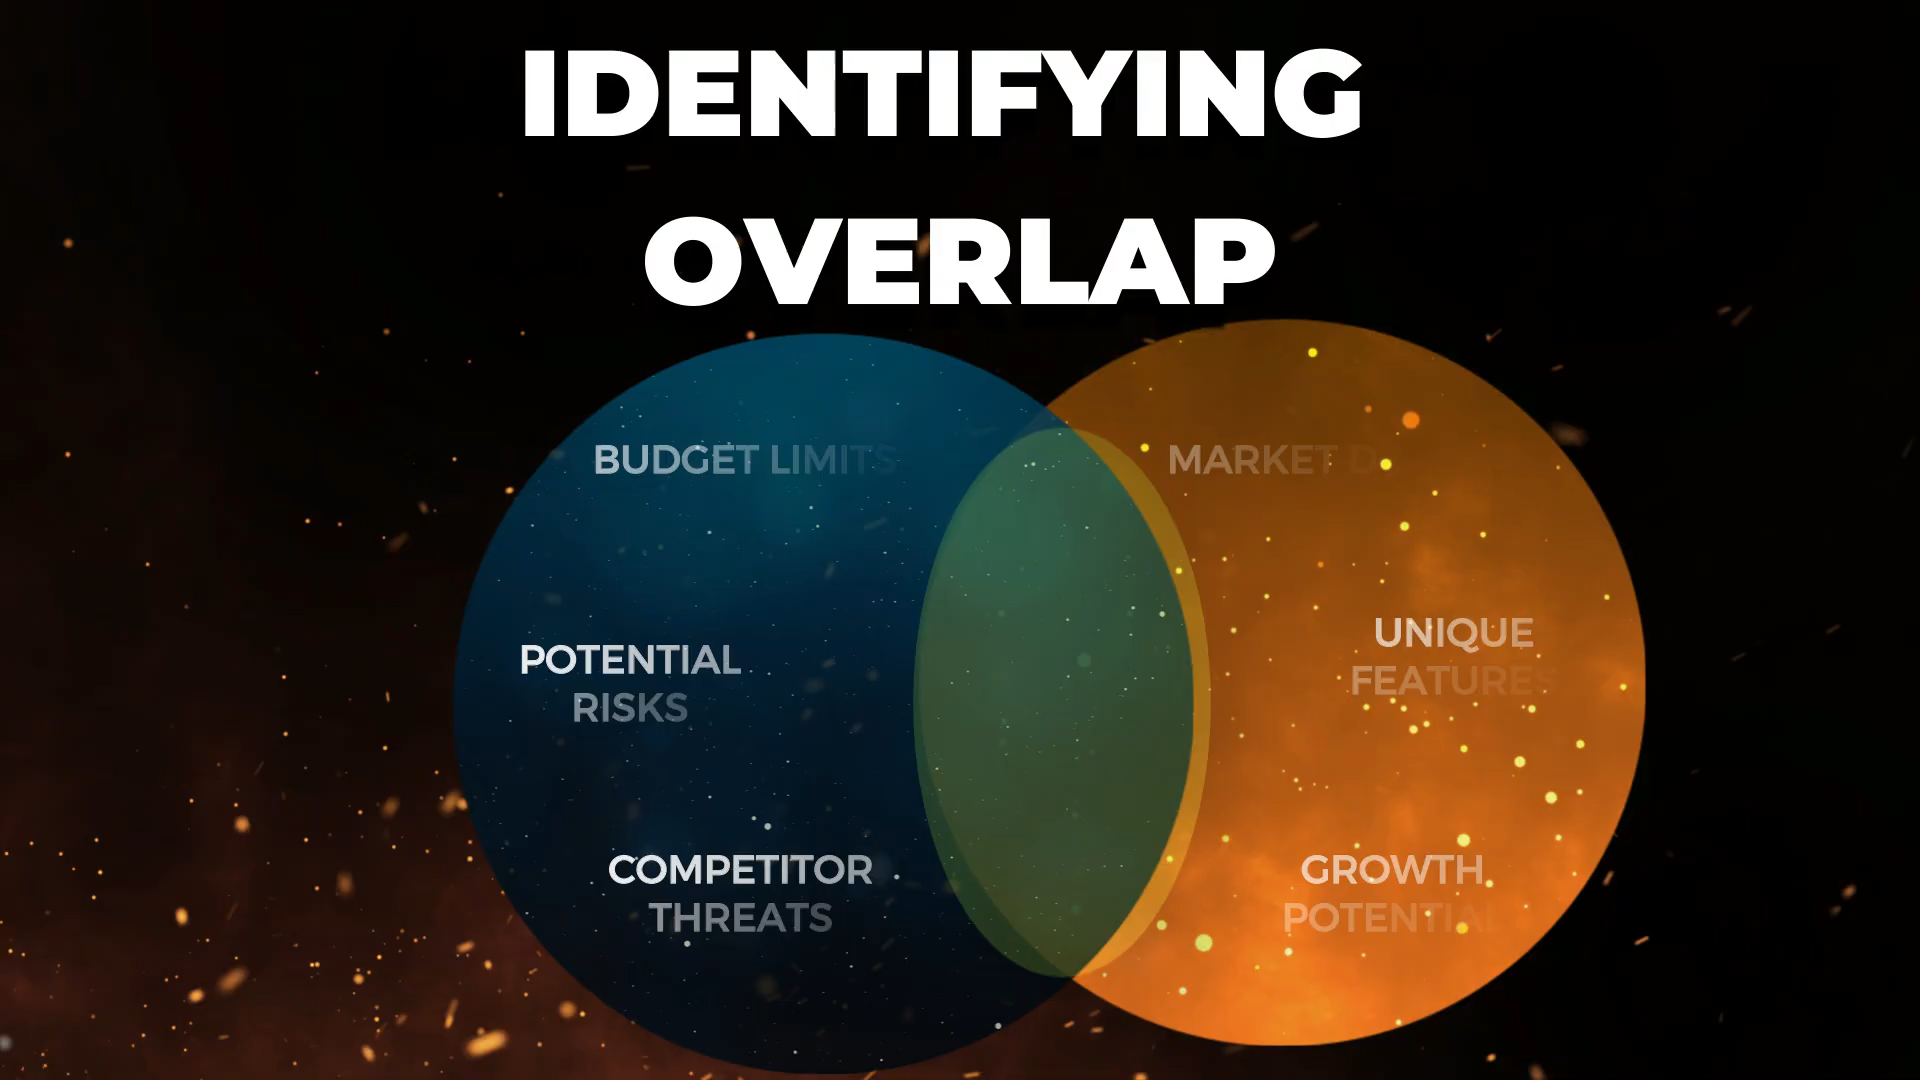 IDENTIFYING
OVERLAP
BUDGET LIMITS
MARKET D
POTENTIAL
RISKS
UNIQUE
FEATURES
COMPETITOR
THREATS
GROWTH
POTENTIAL